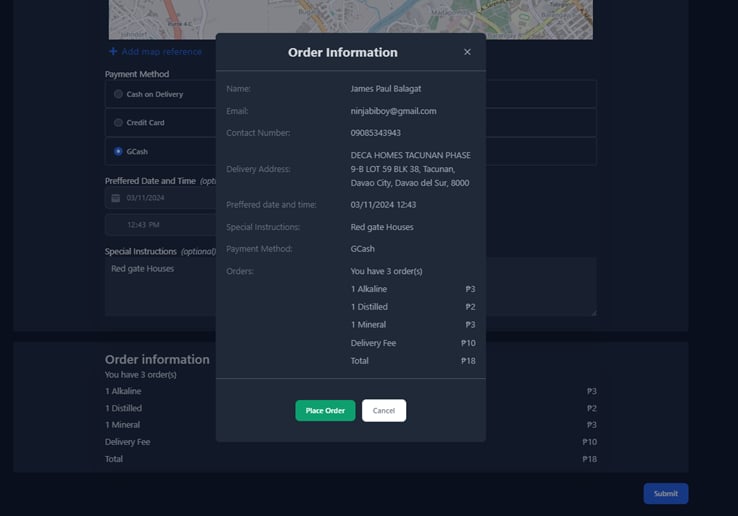 + Add map reference
Payment Method
Cash on Delivery
Credit Card
GCash
Preffered Date and Time
03/11/2024
12:43 PM
Special Instructions (optional)
Red gate Houses
Order information
You have 3 order(s)
1 Alkaline ₱3
1 Distilled ₱2
1 Mineral ₱3
Delivery Fee ₱10
Total ₱18
Submit
Order Information ×
Name: James Paul Balagat
Email: ninjabiboy@gmail.com
Contact Number: 09085343943
Delivery Address: DECA HOMES TACUNAN PHASE
9-B LOT 59 BLK 38, Tacunan,
Davao City, Davao del Sur, 8000
Preffered date and time: 03/11/2024 12:43
Special Instructions: Red gate Houses
Payment Method: GCash
Orders: You have 3 order(s)
1 Alkaline ₱3
1 Distilled ₱2
1 Mineral ₱3
Delivery Fee ₱10
Total ₱18
Place Order Cancel